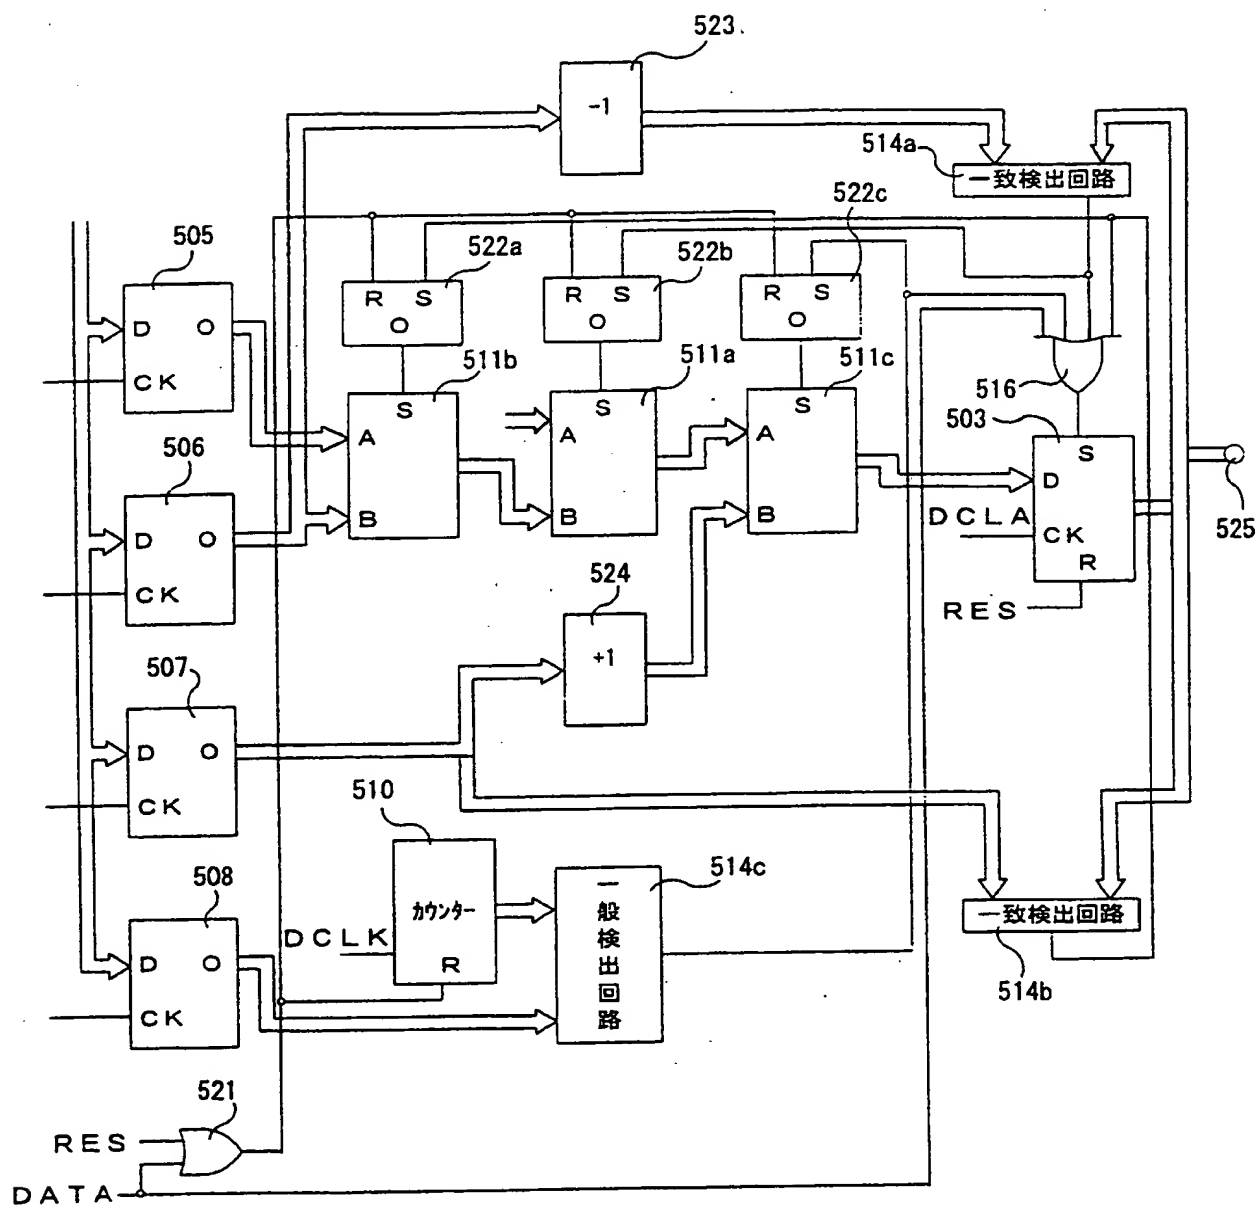 523.
-1
514a
一致検出回路
522c
505
522a
522b
D O
CK
R S
O
R S
O
R S
O
511b
511a
511c
516
503
S
A
B
S
A
B
S
A
B
S
D
CK
R
DCLA
RES
525
506
D O
CK
524
+1
507
D O
CK
510
カウンター
R
DCLK
514c
一般検出回路
一致検出回路
514b
508
D O
CK
521
RES
DATA